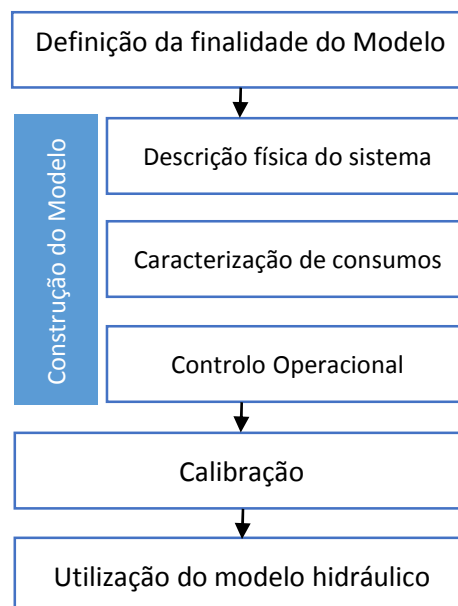 Definição da finalidade do Modelo
Construção do Modelo
Descrição física do sistema
Caracterização de consumos
Controlo Operacional
Calibração
Utilização do modelo hidráulico